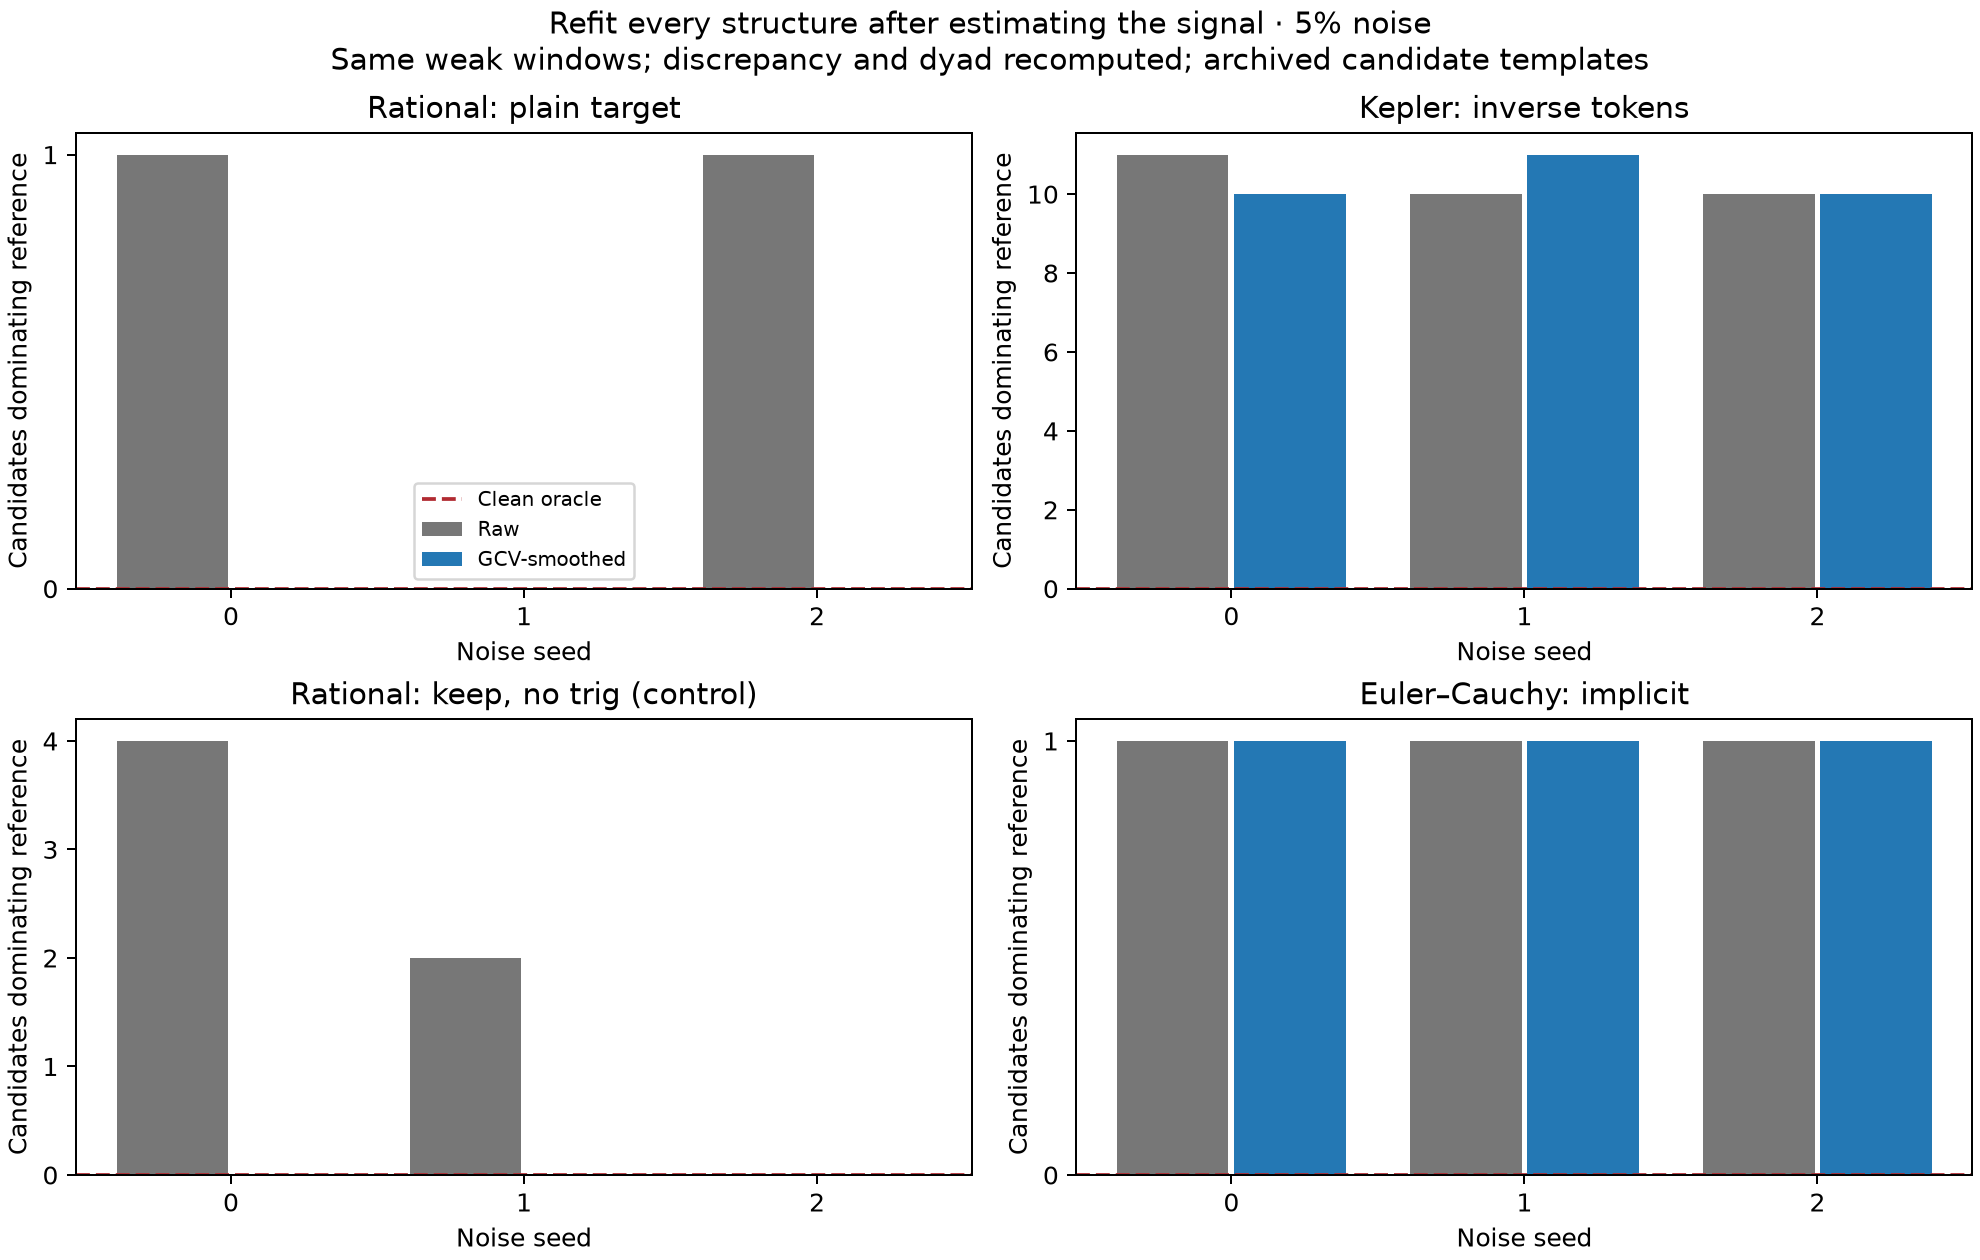 Refit every structure after estimating the signal · 5% noise
Same weak windows; discrepancy and dyad recomputed; archived candidate templates
Rational: plain target
Candidates dominating reference
1
0
Clean oracle
Raw
GCV-smoothed
0 1 2
Noise seed
Kepler: inverse tokens
Candidates dominating reference
10
8
6
4
2
0
0 1 2
Noise seed
Rational: keep, no trig (control)
Candidates dominating reference
4
3
2
1
0
0 1 2
Noise seed
Euler–Cauchy: implicit
Candidates dominating reference
1
0
0 1 2
Noise seed